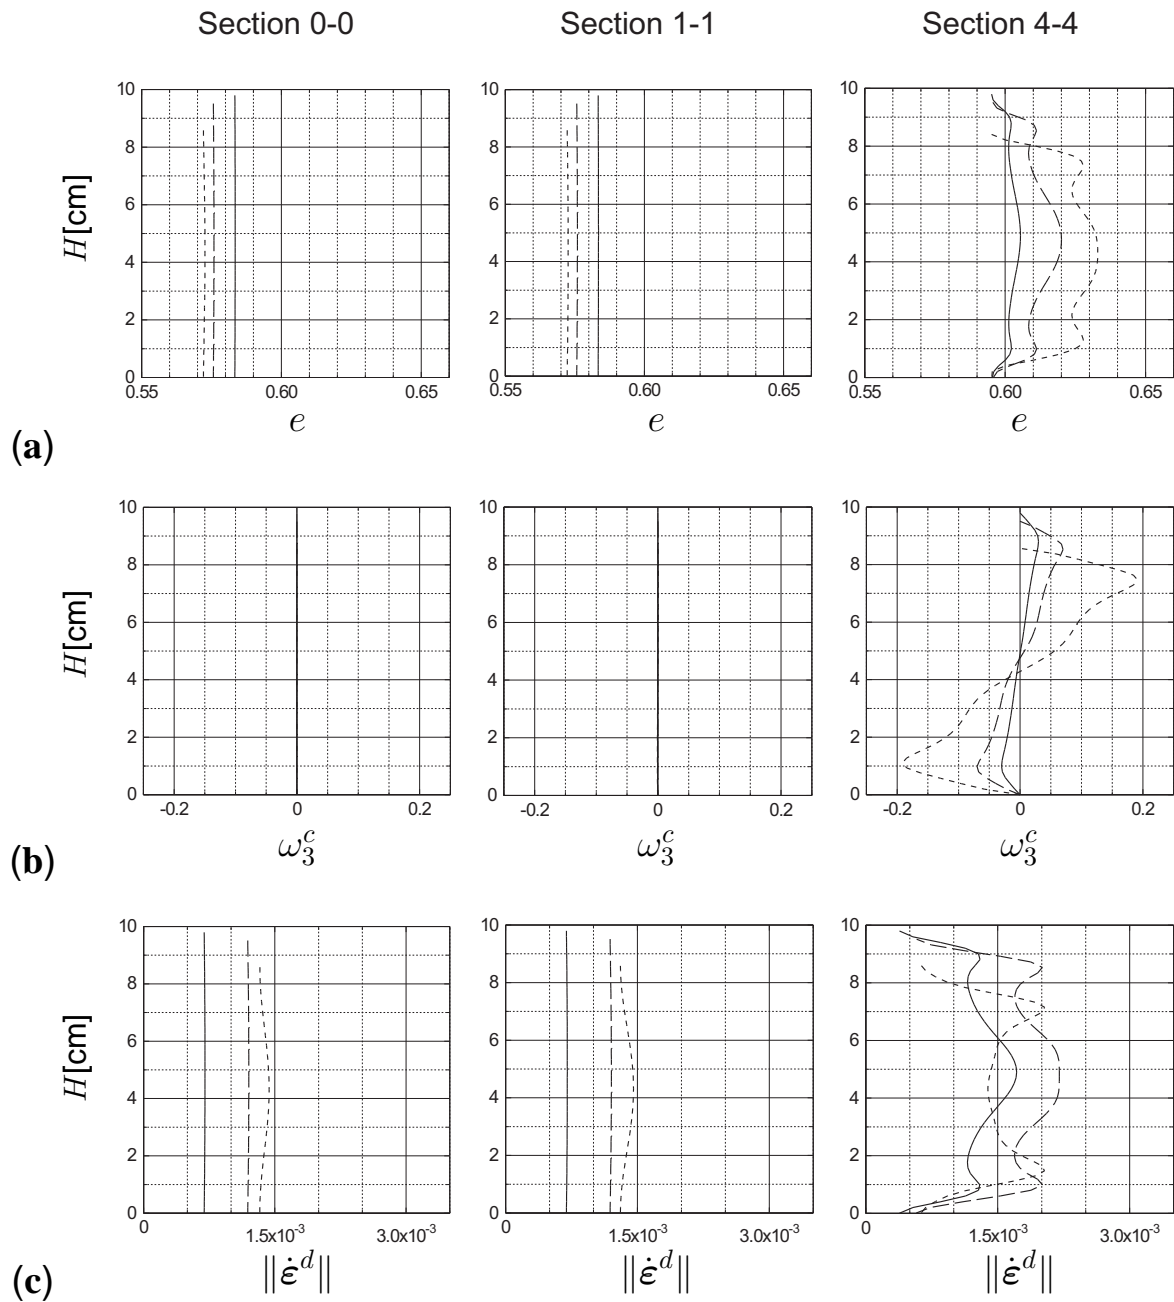 Section 0-0 Section 1-1 Section 4-4
10 10 10
8 8 8
6 6 6
H[cm]
4 4 4
2 2 2
0 0 0
0.55 0.60 0.65 0.55 0.60 0.65 0.55 0.60 0.65
e e e
(a)
10 10 10
8 8 8
6 6 6
H[cm]
4 4 4
2 2 2
0 0 0
-0.2 0 0.2 -0.2 0 0.2 -0.2 0 0.2
ω₃ᶜ ω₃ᶜ ω₃ᶜ
(b)
10 10 10
8 8 8
6 6 6
H[cm]
4 4 4
2 2 2
0 0 0
0 1.5x10⁻³ 3.0x10⁻³ 0 1.5x10⁻³ 3.0x10⁻³ 0 1.5x10⁻³ 3.0x10⁻³
||ε̇ᵈ|| ||ε̇ᵈ|| ||ε̇ᵈ||
(c)